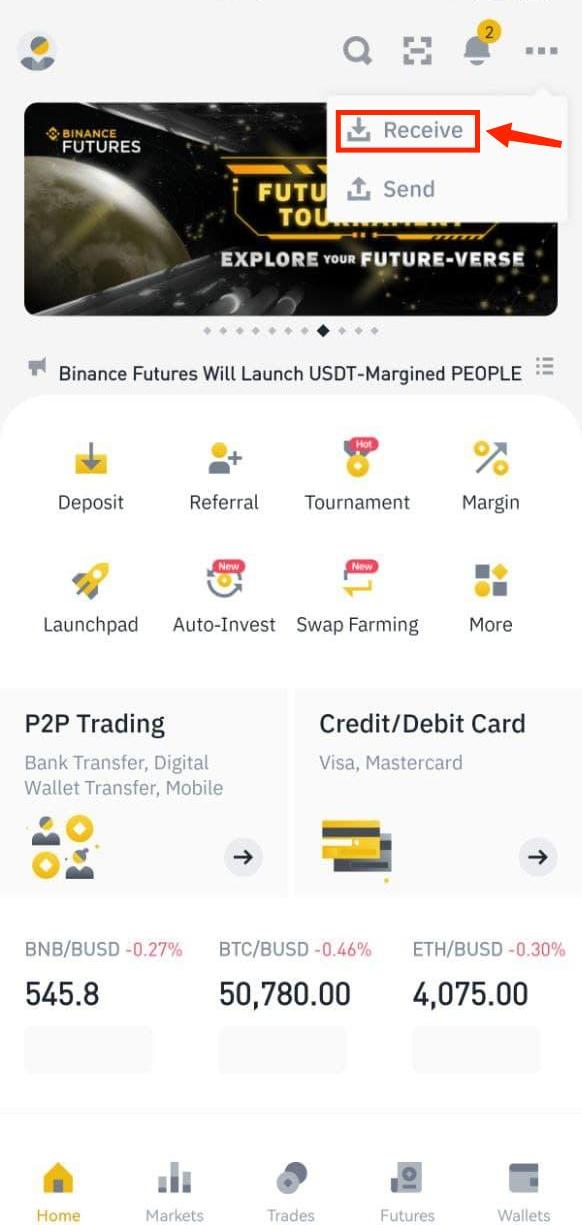 2
Receive
Send
BINANCE
FUTURES
EXPLORE YOUR FUTURE-VERSE
Binance Futures Will Launch USDT-Margined PEOPLE
Hot
Deposit
Referral
Tournament
Margin
New
New
Launchpad
Auto-Invest
Swap Farming
More
P2P Trading
Credit/Debit Card
Bank Transfer, Digital
Wallet Transfer, Mobile
Visa, Mastercard
BNB/BUSD -0.27%
BTC/BUSD -0.46%
ETH/BUSD -0.30%
545.8
50,780.00
4,075.00
Home
Markets
Trades
Futures
Wallets